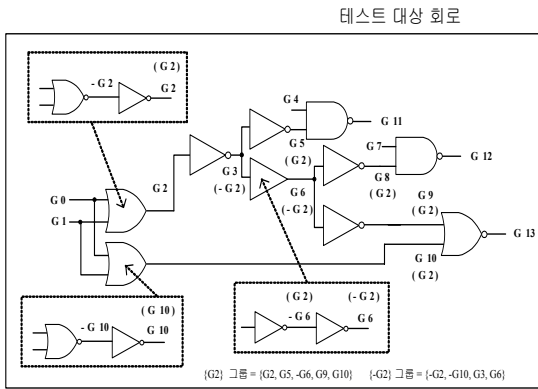 테스트 대상 회로
(G 2)
- G 2
G 2
G 4
G 11
G 5
(G 2)
G 7
G 12
G 3
(-G 2)
G 2
G 6
(-G 2)
G 8
(G 2)
G 0
G 1
G 9
(G 2)
G 13
G 10
(G 2)
(G 10)
- G 10
G 10
(G 2)
(-G 2)
- G 6
G 6
{G2} 그룹 = {G2, G5, -G6, G9, G10}
{-G2} 그룹 = {-G2, -G10, G3, G6}